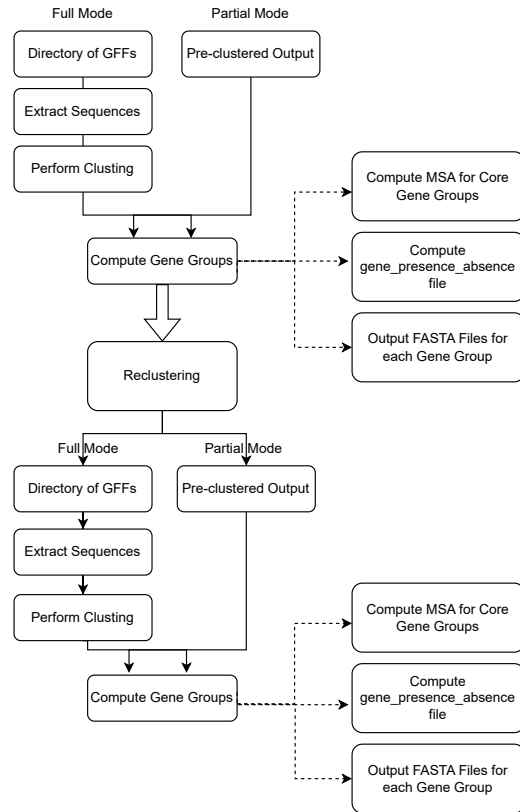 Full Mode
Partial Mode
Directory of GFFs
Pre-clustered Output
Extract Sequences
Perform Clusting
Compute Gene Groups
Compute MSA for Core
Gene Groups
Compute
gene_presence_absence
file
Output FASTA Files for
each Gene Group
Reclustering
Full Mode
Partial Mode
Directory of GFFs
Pre-clustered Output
Extract Sequences
Perform Clusting
Compute Gene Groups
Compute MSA for Core
Gene Groups
Compute
gene_presence_absence
file
Output FASTA Files for
each Gene Group